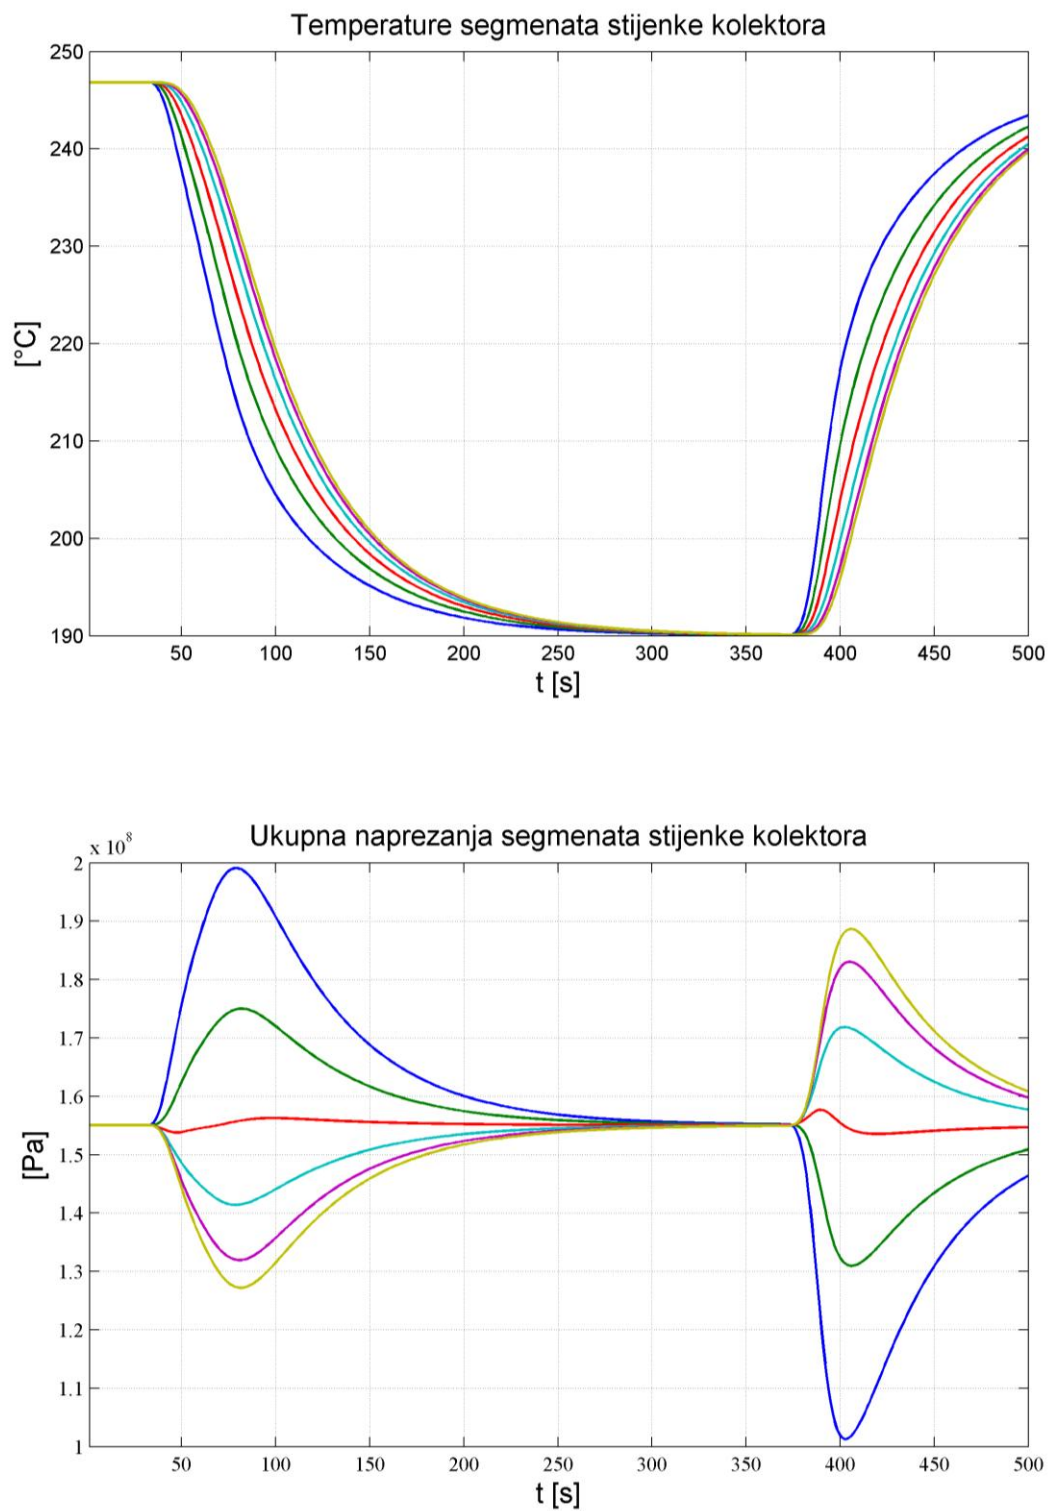 Temperature segmenata stijenke kolektora
250
240
230
220
210
200
190
[°C]
50 100 150 200 250 300 350 400 450 500
t [s]
Ukupna naprezanja segmenata stijenke kolektora
x 10⁸
2
1.9
1.8
1.7
1.6
1.5
1.4
1.3
1.2
1.1
1
[Pa]
50 100 150 200 250 300 350 400 450 500
t [s]